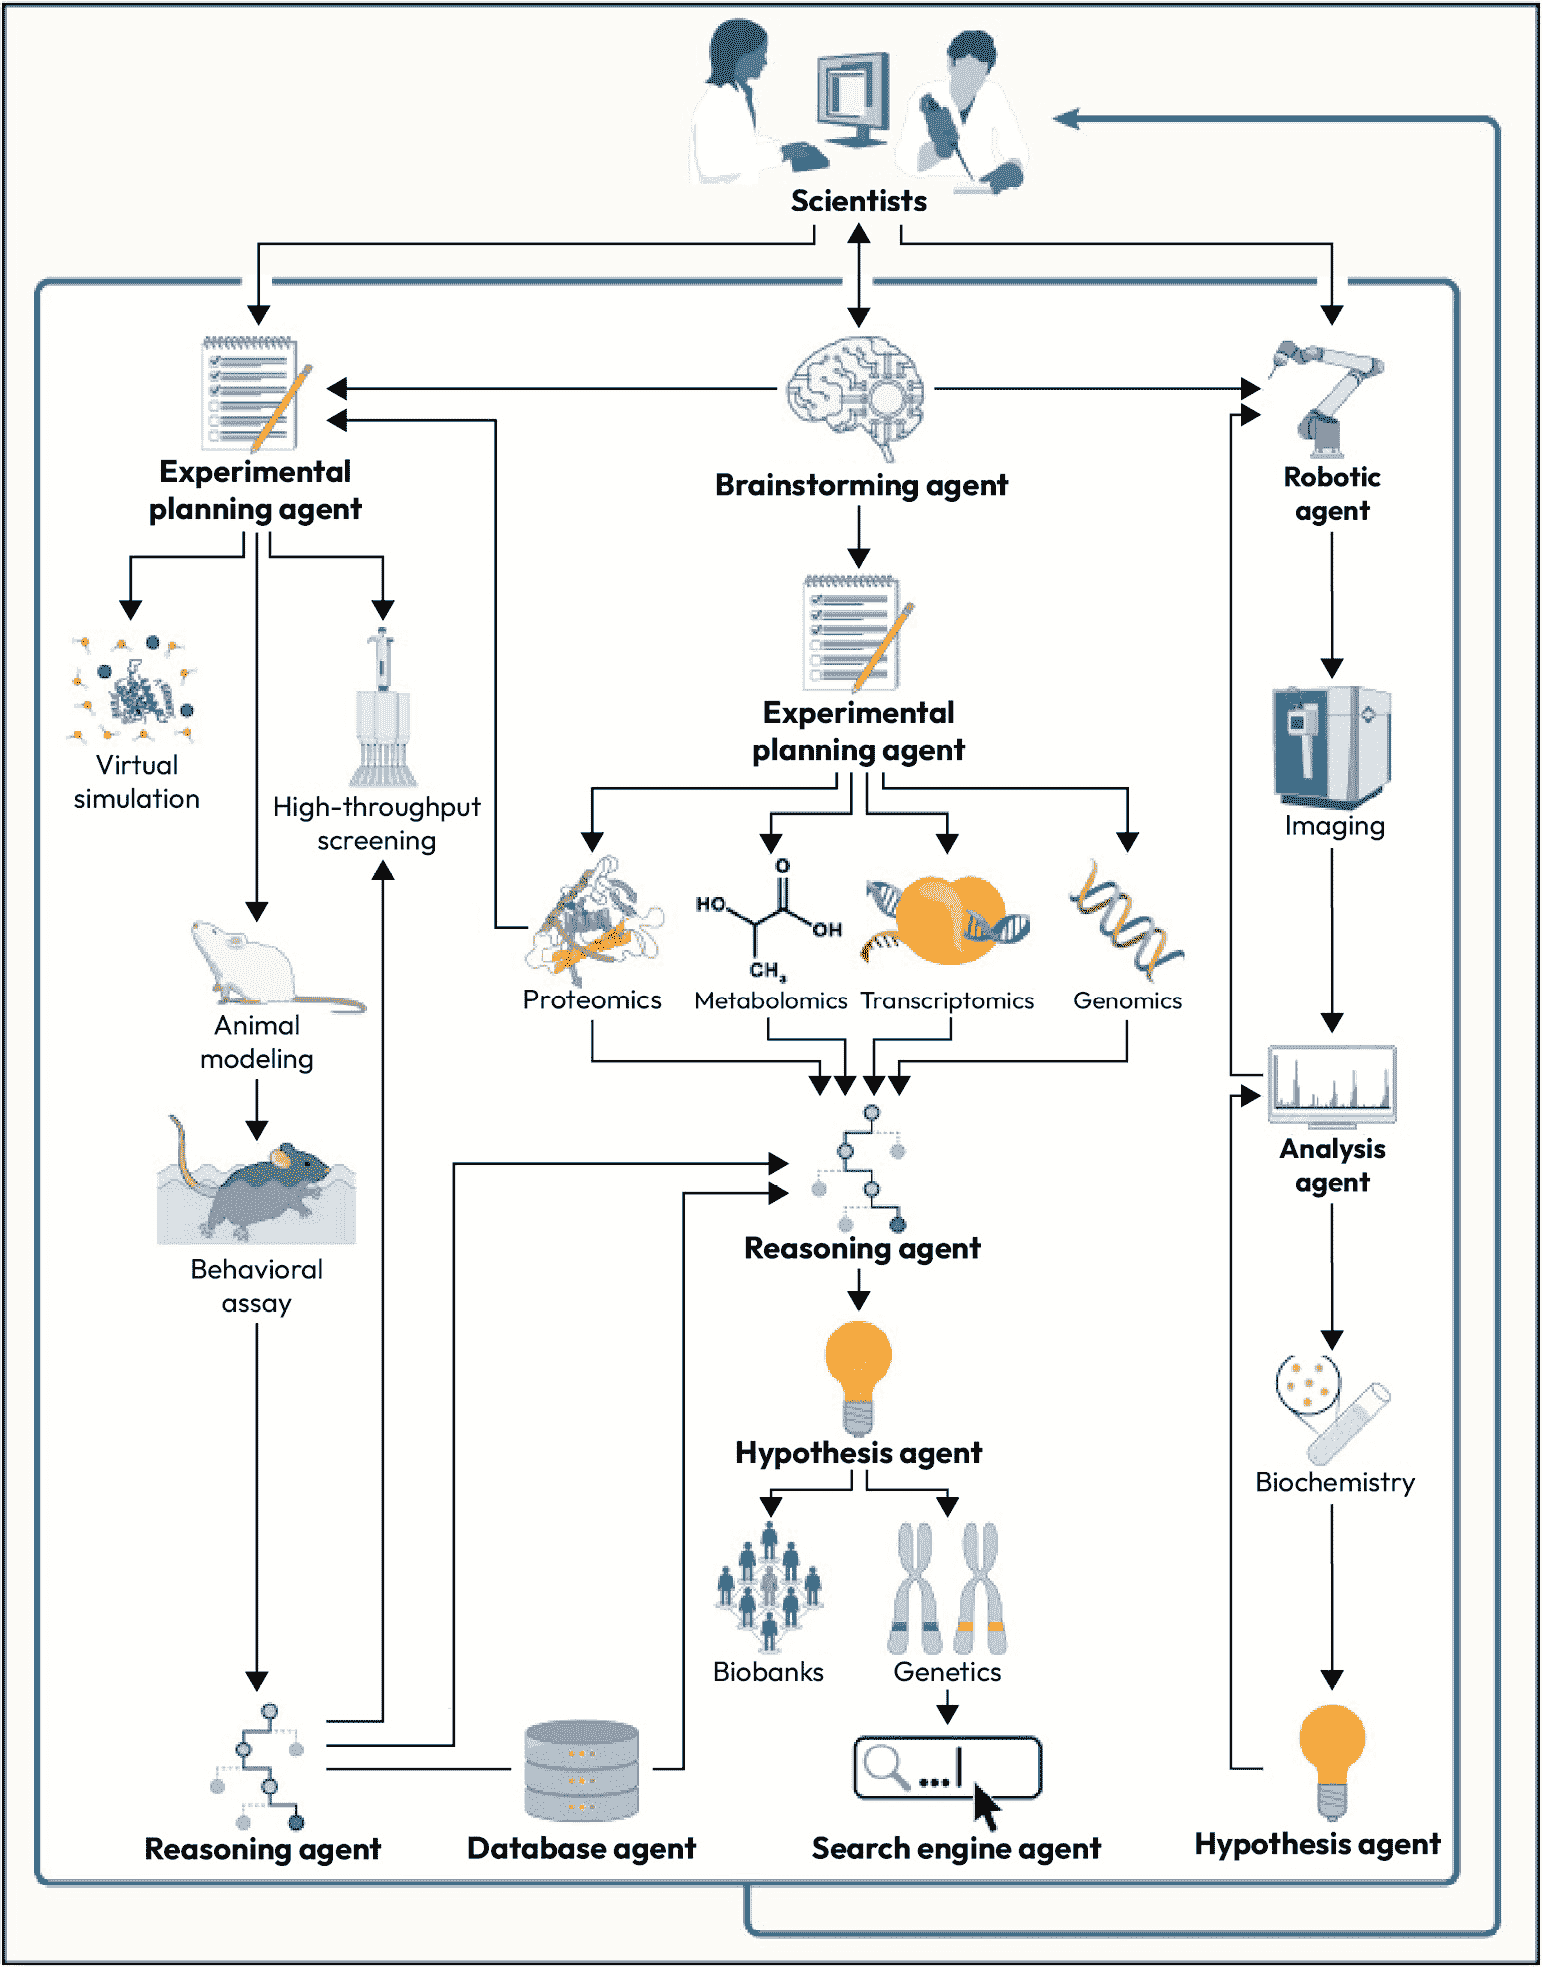 Scientists
Experimental
planning agent
Brainstorming agent
Robotic
agent
Experimental
planning agent
Virtual
simulation
High-throughput
screening
Imaging
HO
O
OH
CH₃
Proteomics
Metabolomics
Transcriptomics
Genomics
Animal
modeling
Analysis
agent
Reasoning agent
Behavioral
assay
Hypothesis agent
Biochemistry
Biobanks
Genetics
...|
Reasoning agent
Database agent
Search engine agent
Hypothesis agent